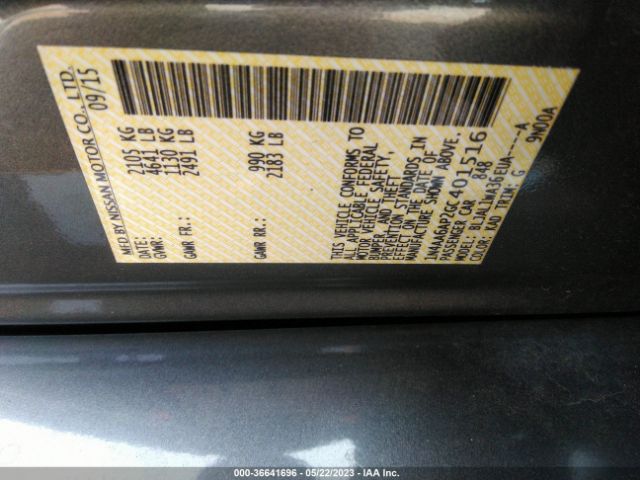 MFD BY NISSAN MOTOR CO., LTD.
DATE: 09/15
GVWR: 2105 KG
4641 LB
GAWR FR.: 1130 KG
2491 LB
GAWR RR.: 990 KG
2183 LB
THIS VEHICLE CONFORMS TO
ALL APPLICABLE FEDERAL
MOTOR VEHICLE SAFETY,
BUMPER, AND THEFT
PREVENTION STANDARDS IN
EFFECT ON THE DATE OF
MANUFACTURE SHOWN ABOVE.
1N4AA6AP2GC401516
PASSENGER CAR 848
MODEL: BLJALJWA36EUA-----A
COLOR: KAD TRIM: G 9W00A
000-36641696 - 05/22/2023 - IAA Inc.